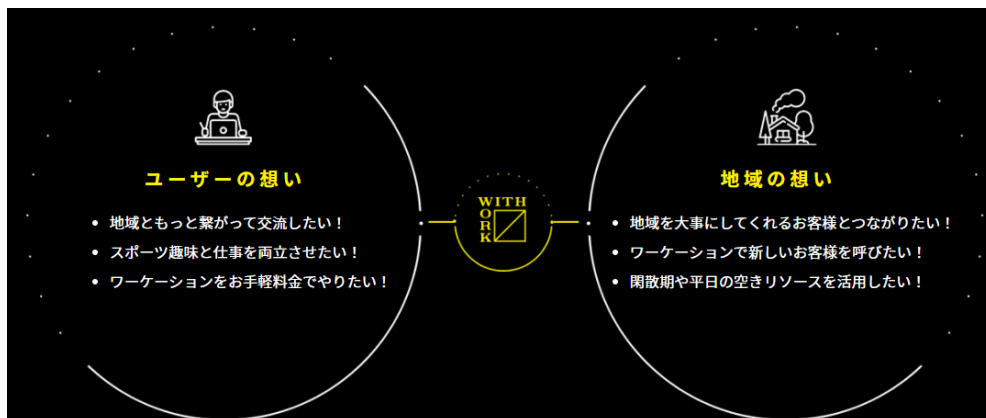 ユーザーの想い
地域ともっと繋がって交流したい！
スポーツ趣味と仕事を両立させたい！
ワーケーションをお手軽料金でやりたい！
WITH
WORK
地域の想い
地域を大事にしてくれるお客様とつながりたい！
ワーケーションで新しいお客様を呼びたい！
閑散期や平日の空きリソースを活用したい！